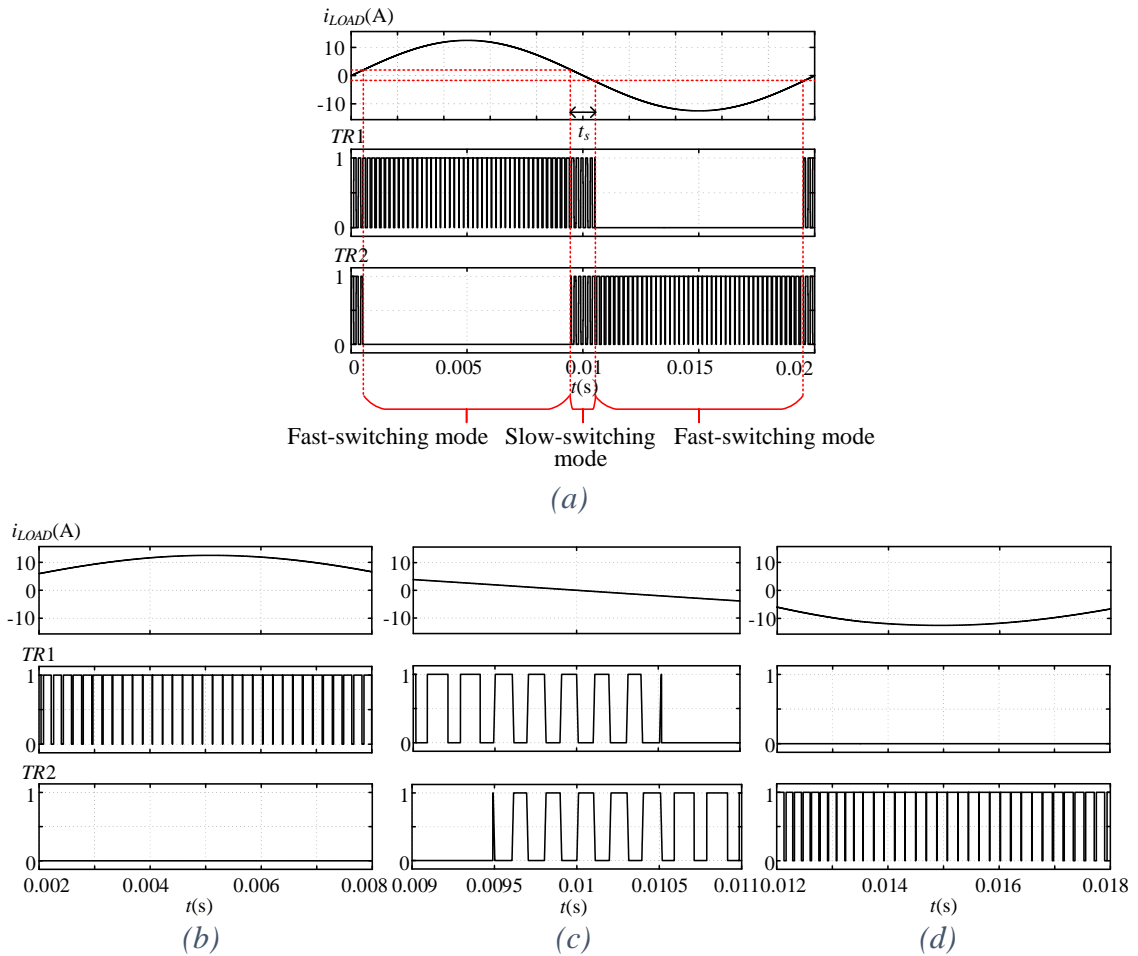 iLOAD(A)
10
0
-10
ts
TR1
1
0
TR2
1
0
0 0.005 0.01 0.015 0.02
t(s)
Fast-switching mode Slow-switching mode Fast-switching mode
(a)
iLOAD(A)
10 10 10
0 0 0
-10 -10 -10
TR1
1 1 1
0 0 0
TR2
1 1 1
0 0 0
0.002 0.004 0.006 0.008 0.009 0.0095 0.01 0.0105 0.011 0.012 0.014 0.016 0.018
t(s) t(s) t(s)
(b) (c) (d)